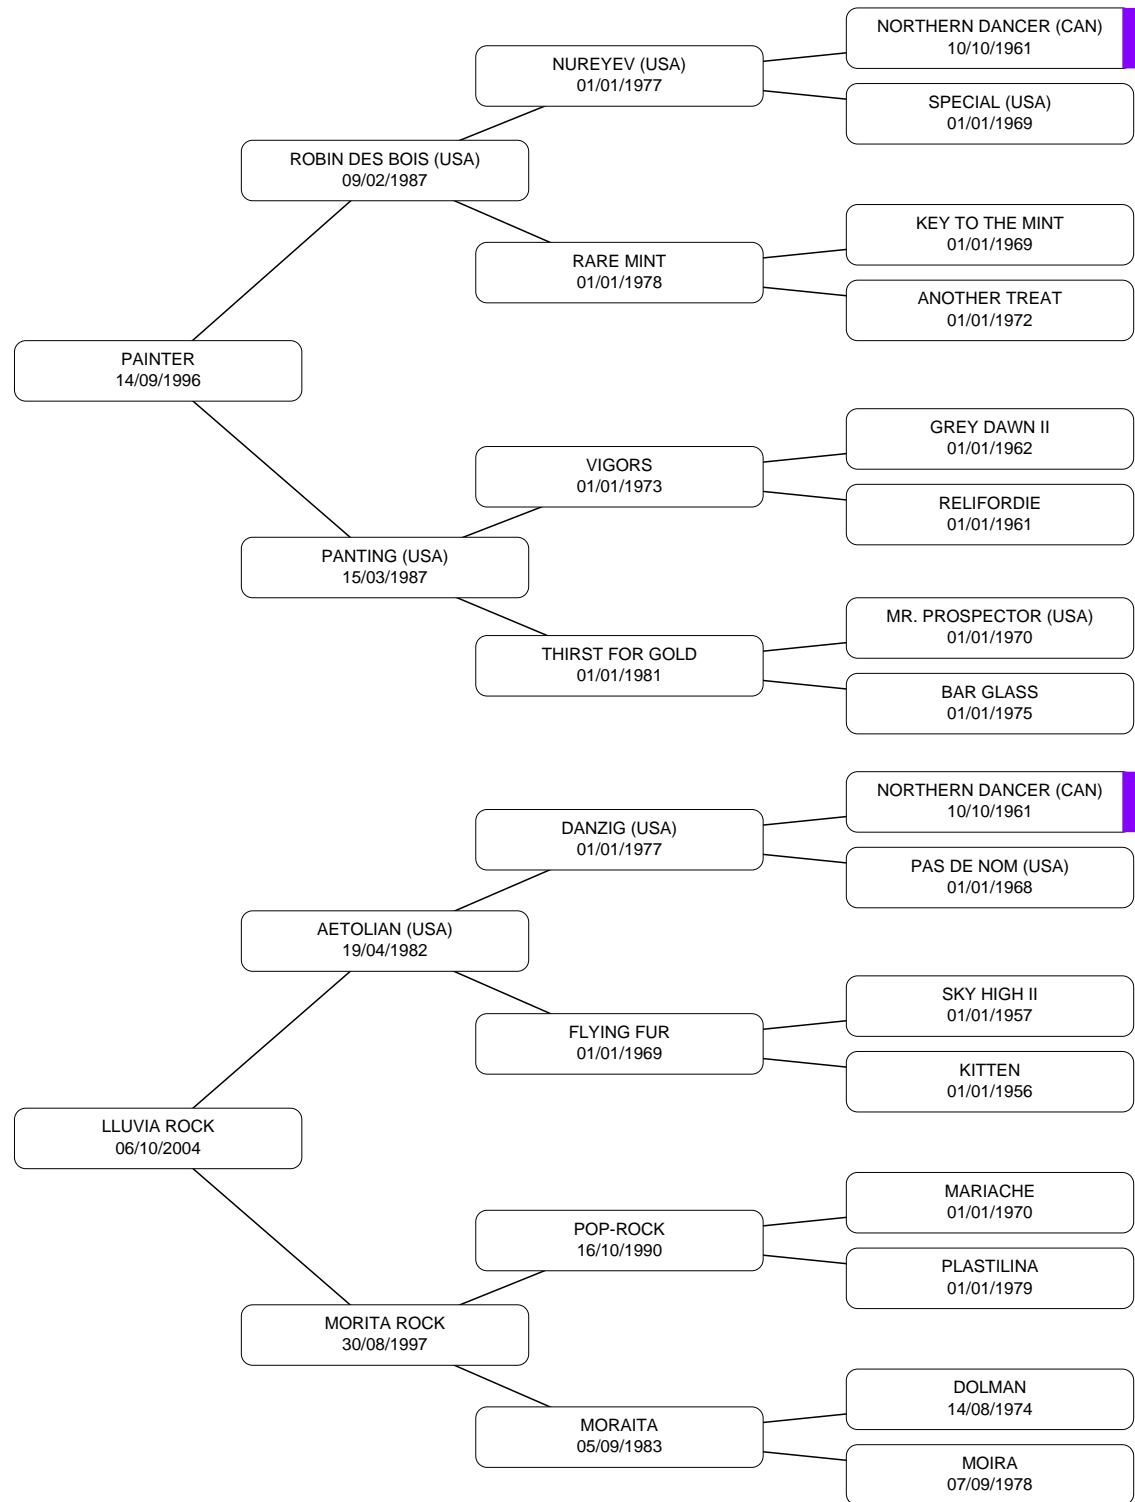 NORTHERN DANCER (CAN)
10/10/1961
NUREYEV (USA)
01/01/1977
SPECIAL (USA)
01/01/1969
ROBIN DES BOIS (USA)
09/02/1987
KEY TO THE MINT
01/01/1969
RARE MINT
01/01/1978
ANOTHER TREAT
01/01/1972
PAINTER
14/09/1996
GREY DAWN II
01/01/1962
VIGORS
01/01/1973
RELIFORDIE
01/01/1961
PANTING (USA)
15/03/1987
MR. PROSPECTOR (USA)
01/01/1970
THIRST FOR GOLD
01/01/1981
BAR GLASS
01/01/1975
NORTHERN DANCER (CAN)
10/10/1961
DANZIG (USA)
01/01/1977
PAS DE NOM (USA)
01/01/1968
AETOLIAN (USA)
19/04/1982
SKY HIGH II
01/01/1957
FLYING FUR
01/01/1969
KITTEN
01/01/1956
LLUVIA ROCK
06/10/2004
MARIACHE
01/01/1970
POP-ROCK
16/10/1990
PLASTILINA
01/01/1979
MORITA ROCK
30/08/1997
DOLMAN
14/08/1974
MORAITA
05/09/1983
MOIRA
07/09/1978